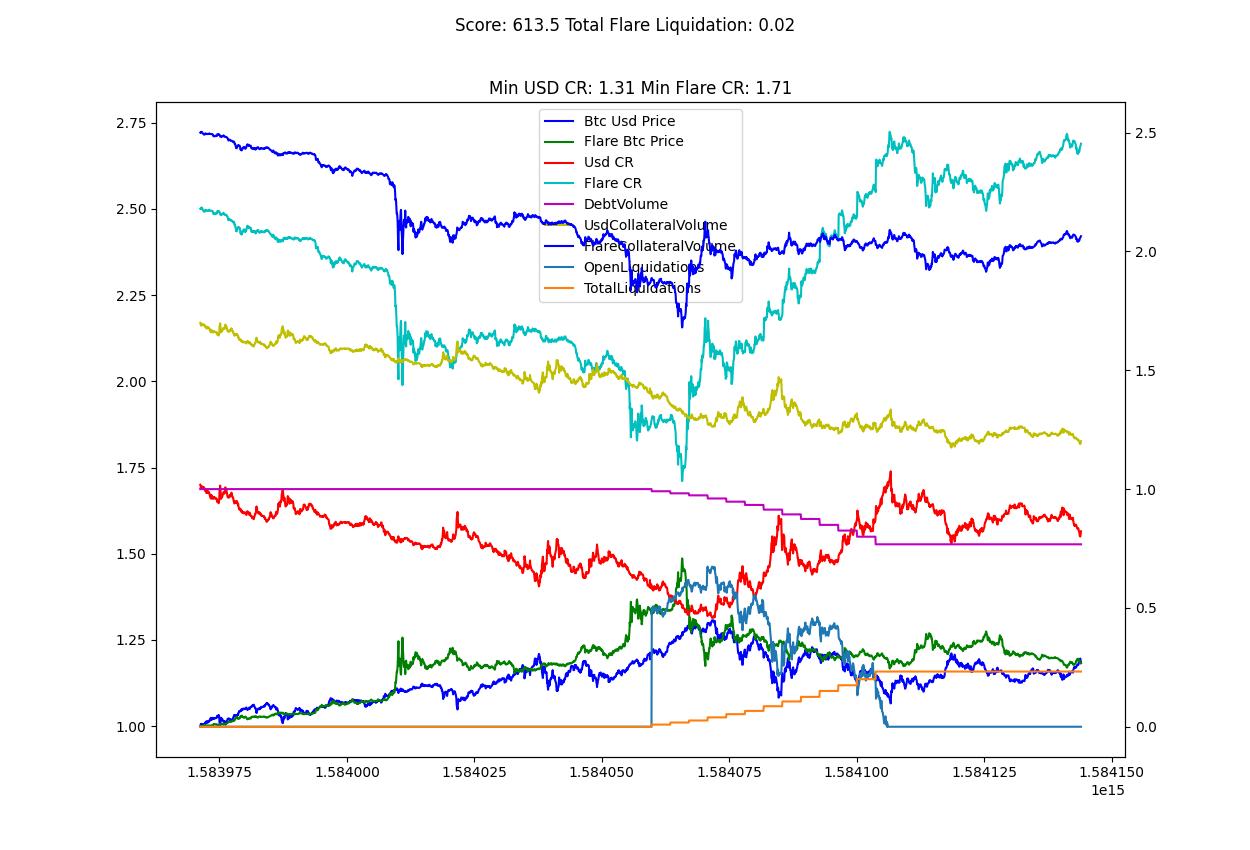 Score: 613.5 Total Flare Liquidation: 0.02
Min USD CR: 1.31 Min Flare CR: 1.71
Btc Usd Price
Flare Btc Price
Usd CR
Flare CR
DebtVolume
UsdCollateralVolume
FlareCollateralVolume
OpenLiquidations
TotalLiquidations
2.75
2.50
2.25
2.00
1.75
1.50
1.25
1.00
2.5
2.0
1.5
1.0
0.5
0.0
1.583975
1.584000
1.584025
1.584050
1.584075
1.584100
1.584125
1.584150
1e15